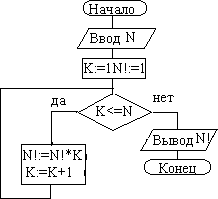 Начало
Ввод N
K:=1N!:=1
да
нет
K<=N
N!:=N!*K
K:=K+1
Вывод N!
Конец